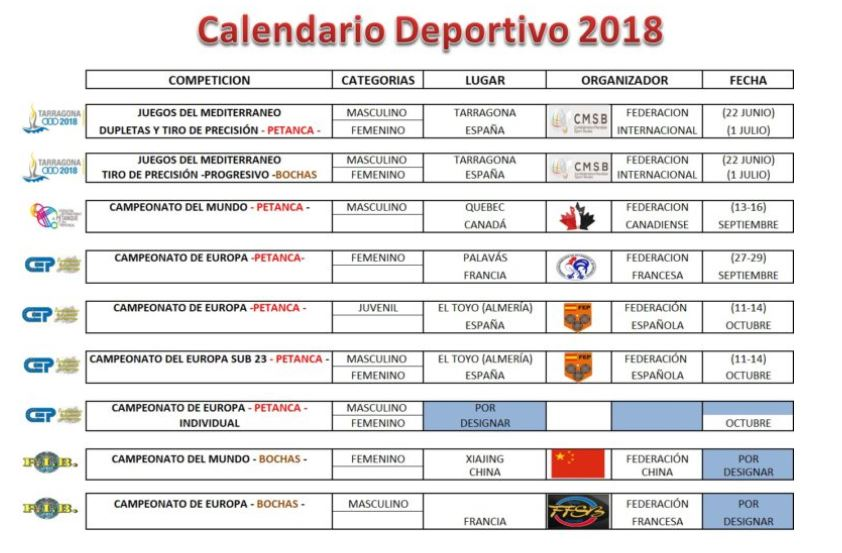 Calendario Deportivo 2018
COMPETICION CATEGORIAS LUGAR ORGANIZADOR FECHA
TARRAGONA 2018 JUEGOS DEL MEDITERRANEO MASCULINO TARRAGONA CMSB FEDERACION (22 JUNIO)
DUPLETAS Y TIRO DE PRECISIÓN - PETANCA - FEMENINO ESPAÑA INTERNACIONAL (1 JULIO)
TARRAGONA 2018 JUEGOS DEL MEDITERRANEO MASCULINO TARRAGONA CMSB FEDERACION (22 JUNIO)
TIRO DE PRECISIÓN -PROGRESIVO -BOCHAS FEMENINO ESPAÑA INTERNACIONAL (1 JULIO)
CAMPEONATO DEL MUNDO - PETANCA - MASCULINO QUEBEC FEDERACION (13-16)
CANADÁ CANADIENSE SEPTIEMBRE
CEP CAMPEONATO DE EUROPA -PETANCA- FEMENINO PALAVÁS FEDERACION (27-29)
FRANCIA FRANCESA SEPTIEMBRE
CEP CAMPEONATO DE EUROPA -PETANCA - JUVENIL EL TOYO (ALMERÍA) FEP FEDERACIÓN (11-14)
ESPAÑA ESPAÑOLA OCTUBRE
CEP CAMPEONATO DEL EUROPA SUB 23 - PETANCA - MASCULINO EL TOYO (ALMERÍA) FEP FEDERACIÓN (11-14)
FEMENINO ESPAÑA ESPAÑOLA OCTUBRE
CEP CAMPEONATO DE EUROPA - PETANCA - MASCULINO POR
INDIVIDUAL FEMENINO DESIGNAR OCTUBRE
F.I.B. CAMPEONATO DEL MUNDO - BOCHAS - FEMENINO XIAJING FEDERACIÓN POR
CHINA CHINA DESIGNAR
F.I.B. CAMPEONATO DE EUROPA - BOCHAS - MASCULINO FFSB FEDERACIÓN POR
FRANCIA FRANCESA DESIGNAR